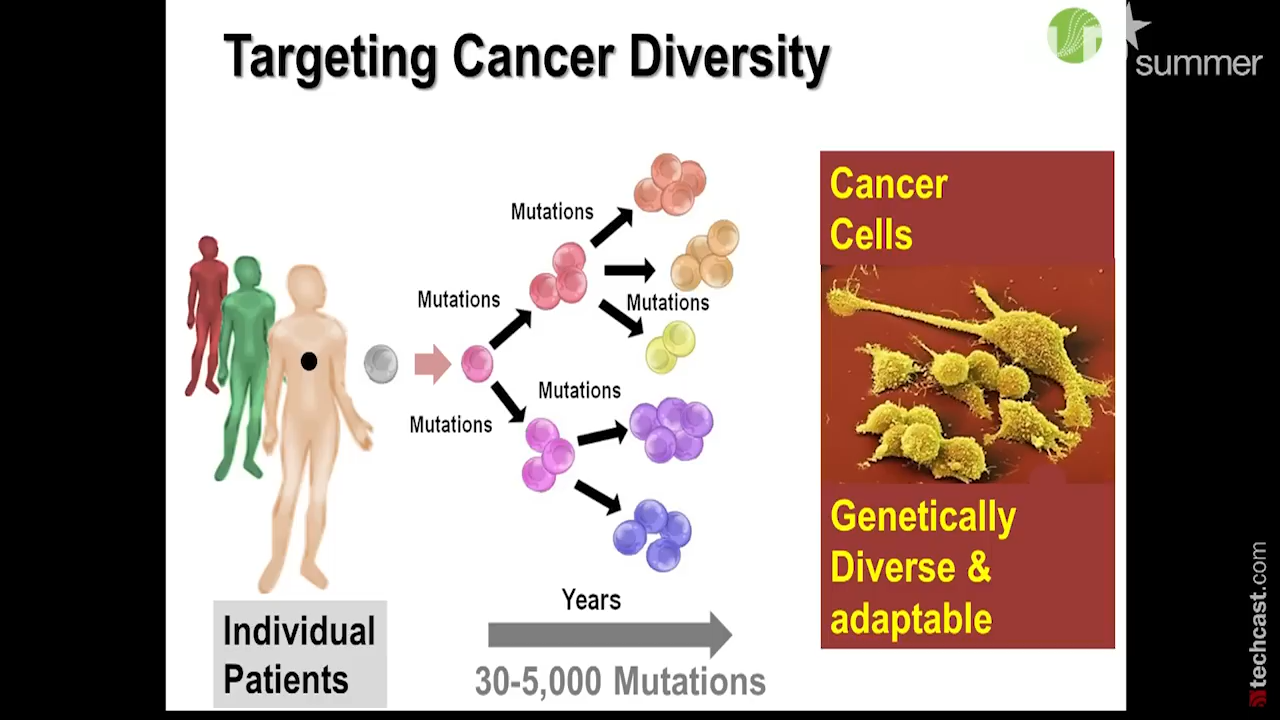 Targeting Cancer Diversity
summer
Cancer
Cells
Mutations
Mutations
Mutations
Mutations
Mutations
Genetically
Diverse &
adaptable
Years
Individual
Patients
30-5,000 Mutations
techcast.com